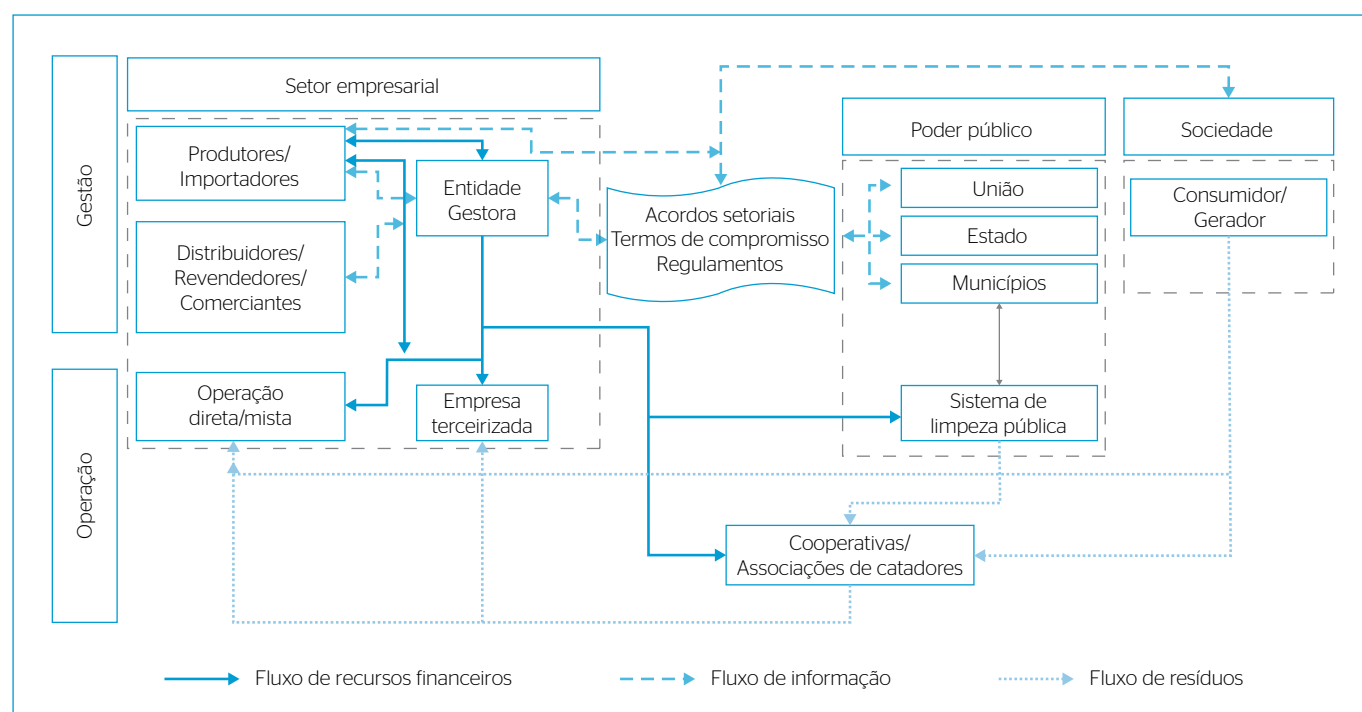 Gestão
Operação
Setor empresarial
Produtores/
Importadores
Entidade
Gestora
Distribuidores/
Revendedores/
Comerciantes
Operação
direta/mista
Empresa
terceirizada
Acordos setoriais
Termos de compromisso
Regulamentos
Poder público
União
Estado
Municípios
Sistema de
limpeza pública
Sociedade
Consumidor/
Gerador
Cooperativas/
Associações de catadores
Fluxo de recursos financeiros
Fluxo de informação
Fluxo de resíduos